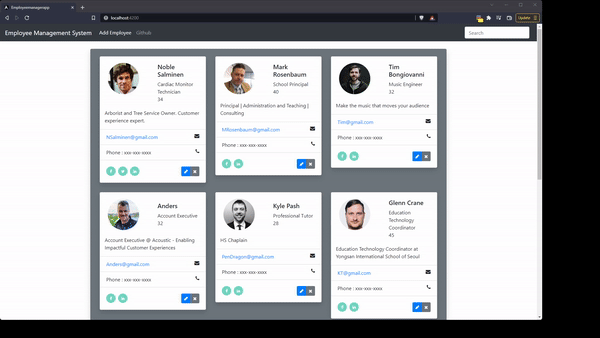 Employeemanagerapp
localhost:4200
Update
Employee Management System
Add Employee
Github
Search
Noble
Salminen
Cardiac Monitor
Technician
34
Arborist and Tree Service Owner. Customer
experience expert.
NSalminen@gmail.com
Phone : xxx-xxx-xxxx
Mark
Rosenbaum
School Principal
40
Principal | Administration and Teaching |
Consulting
MRosenbaum@gmail.com
Phone : xxx-xxx-xxxx
Tim
Bongiovanni
Music Engineer
32
Make the music that moves your audience
Tim@gmail.com
Phone : xxx-xxx-xxxx
Anders
Account Executive
32
Account Executive @ Acoustic - Enabling
Impactful Customer Experiences
Anders@gmail.com
Phone : xxx-xxx-xxxx
Kyle Pash
Professional Tutor
28
HS Chaplain
PenDragon@gmail.com
Phone : xxx-xxx-xxxx
Glenn Crane
Education
Technology
Coordinator
45
Education Technology Coordinator at
Yongsan International School of Seoul
KT@gmail.com
Phone : xxx-xxx-xxxx